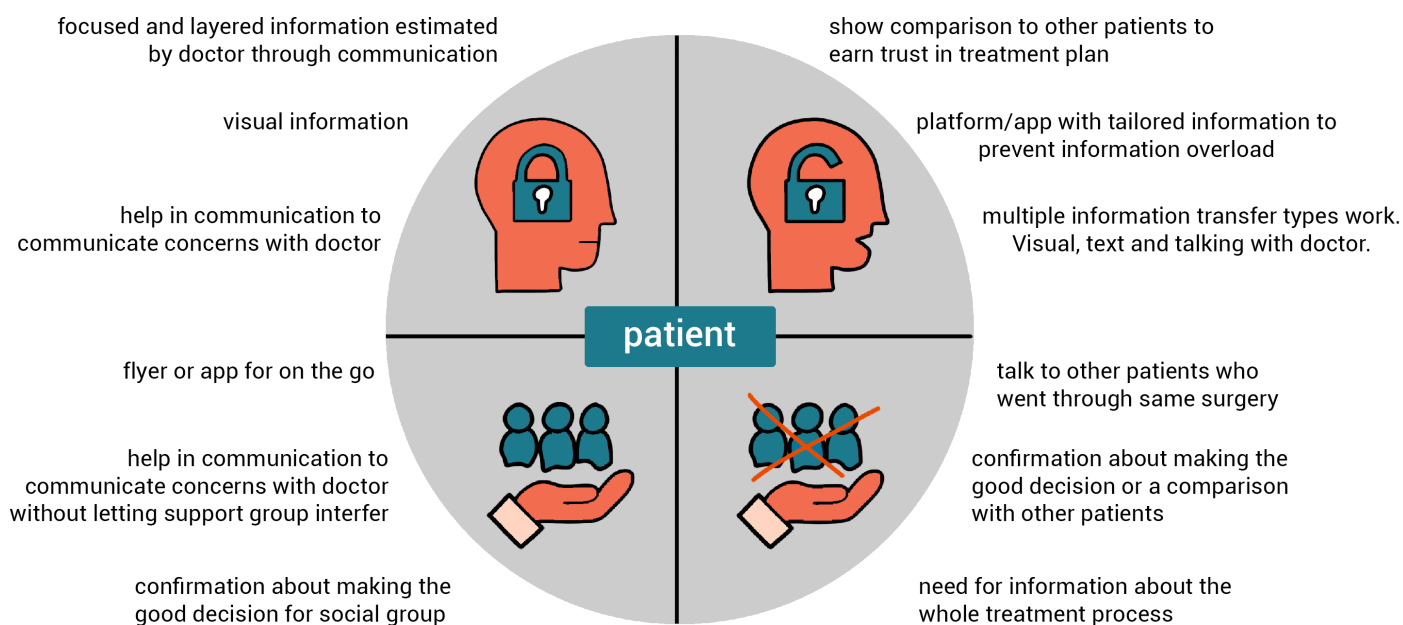 focused and layered information estimated
by doctor through communication
visual information
help in communication to
communicate concerns with doctor
show comparison to other patients to
earn trust in treatment plan
platform/app with tailored information to
prevent information overload
multiple information transfer types work.
Visual, text and talking with doctor.
patient
flyer or app for on the go
help in communication to
communicate concerns with doctor
without letting support group interfer
confirmation about making the
good decision for social group
talk to other patients who
went through same surgery
confirmation about making the
good decision or a comparison
with other patients
need for information about the
whole treatment process